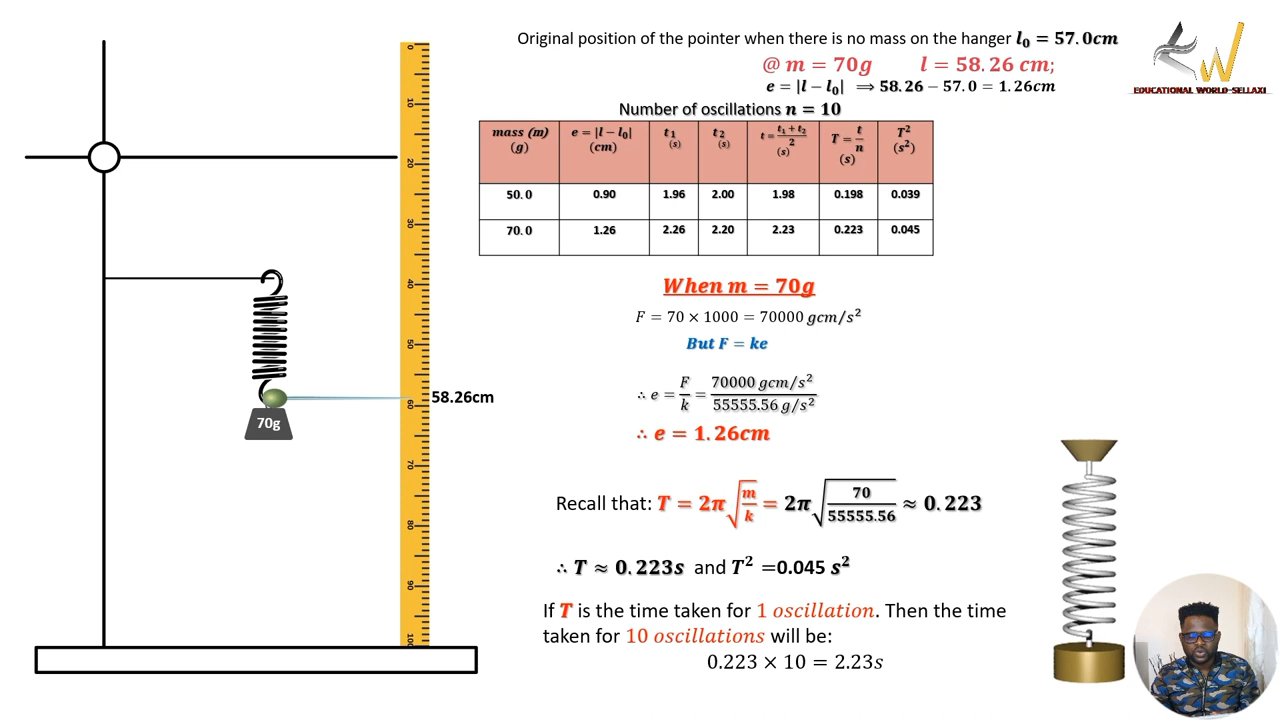 Original position of the pointer when there is no mass on the hanger l₀ = 57.0cm
@ m = 70g l = 58.26 cm;
e = |l − l₀| ⟹ 58.26 − 57.0 = 1.26cm
EDUCATIONAL WORLD-SELLAXI
Number of oscillations n = 10
mass (m) (g) e = |l − l₀| (cm) t₁ (s) t₂ (s) t = (t₁ + t₂)/2 (s) T = t/n (s) T² (s²)
50.0 0.90 1.96 2.00 1.98 0.198 0.039
70.0 1.26 2.26 2.20 2.23 0.223 0.045
0
10
20
30
40
50
60
70
80
90
100
58.26cm
70g
When m = 70g
F = 70 × 1000 = 70000 gcm/s²
But F = ke
∴ e = F/k = 70000 gcm/s² / 55555.56 g/s²
∴ e = 1.26cm
Recall that: T = 2π√(m/k) = 2π√(70/55555.56) ≈ 0.223
∴ T ≈ 0.223s and T² =0.045 s²
If T is the time taken for 1 oscillation. Then the time
taken for 10 oscillations will be:
0.223 × 10 = 2.23s